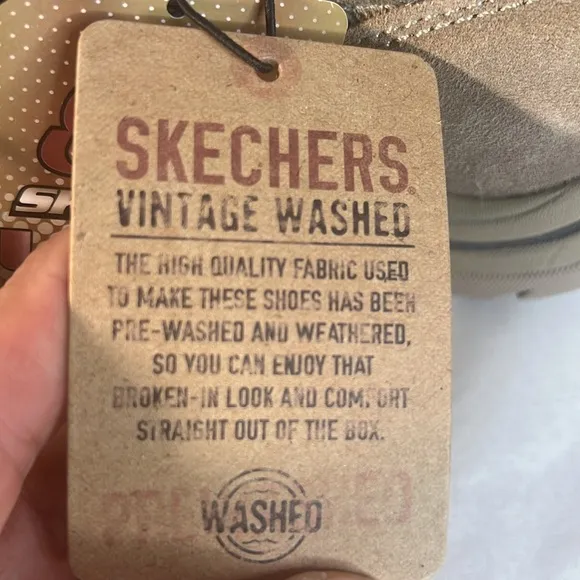 SKECHERS
VINTAGE WASHED
THE HIGH QUALITY FABRIC USED
TO MAKE THESE SHOES HAS BEEN
PRE-WASHED AND WEATHERED,
SO YOU CAN ENJOY THAT
BROKEN-IN LOOK AND COMFORT
STRAIGHT OUT OF THE BOX.
WASHED